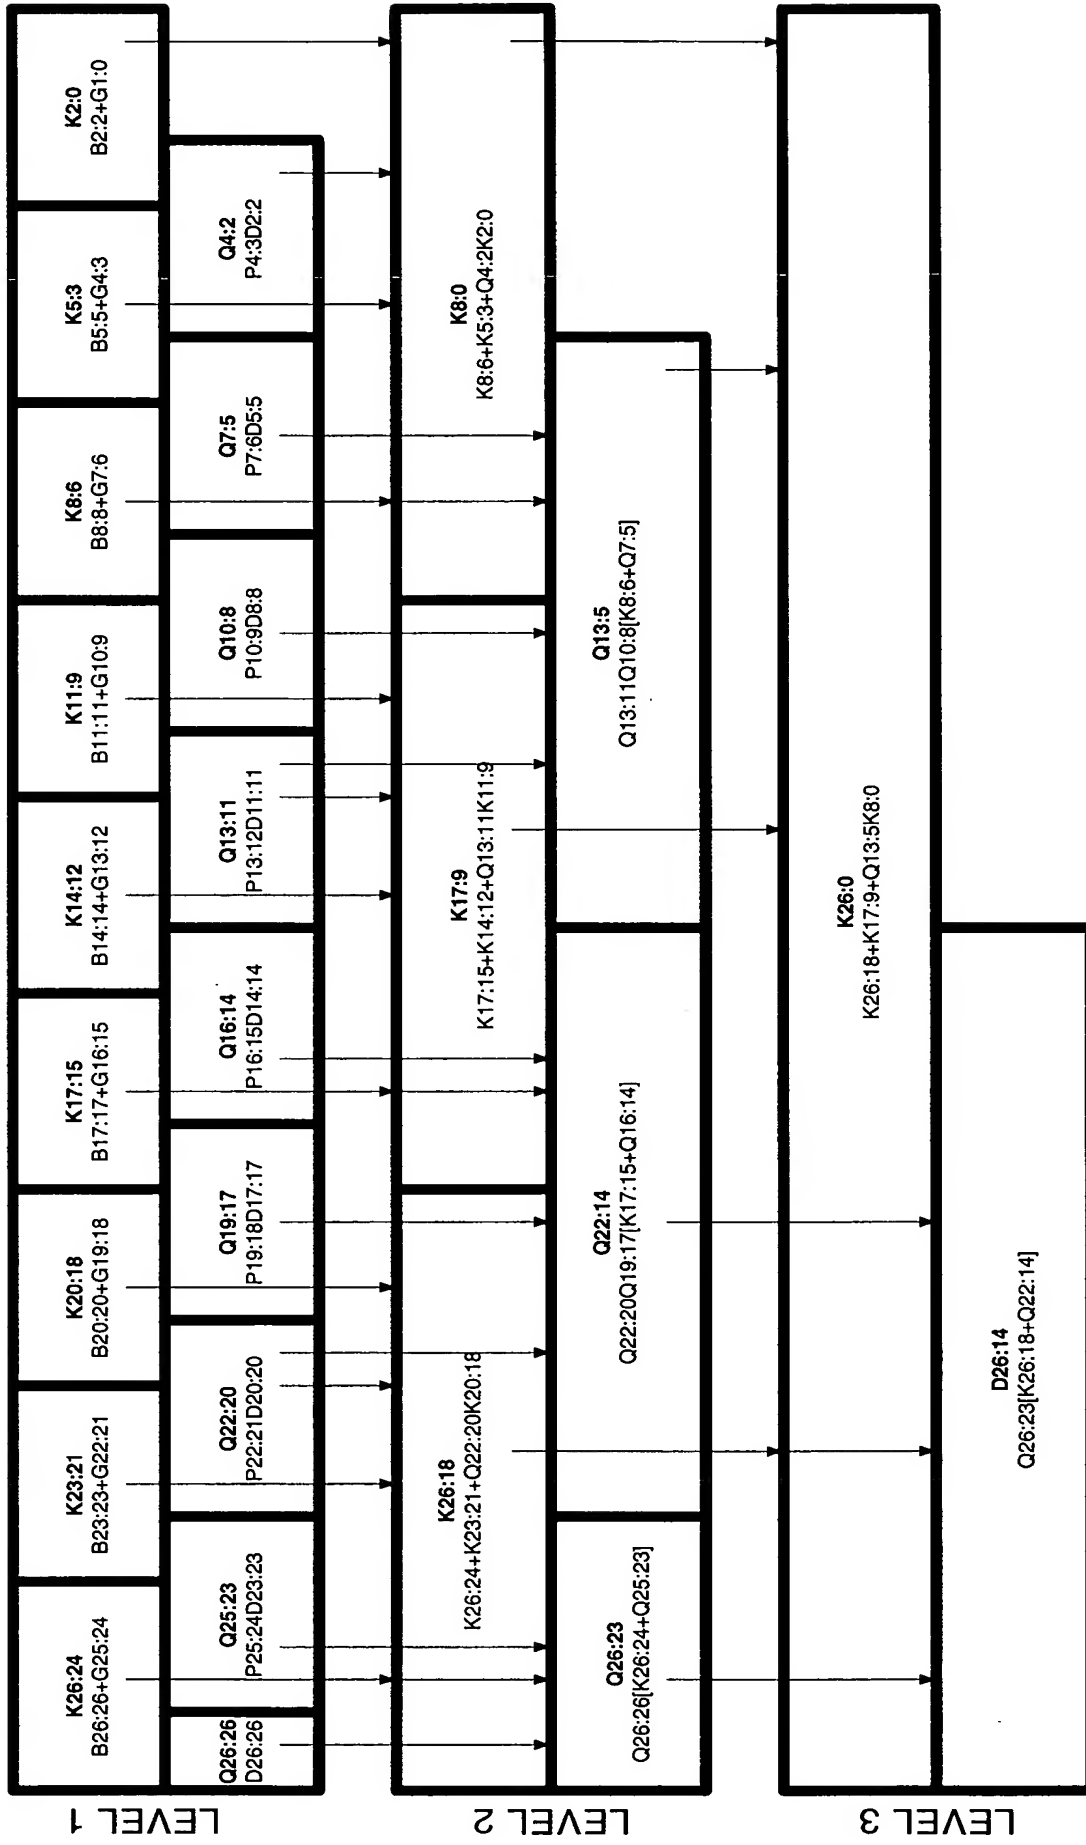 LEVEL 1
K26:24
B26:26+G25:24
K23:21
B23:23+G22:21
K20:18
B20:20+G19:18
K17:15
B17:17+G16:15
K14:12
B14:14+G13:12
K11:9
B11:11+G10:9
K8:6
B8:8+G7:6
K5:3
B5:5+G4:3
K2:0
B2:2+G1:0
Q26:26
D26:26
Q25:23
P25:24D23:23
Q22:20
P22:21D20:20
Q19:17
P19:18D17:17
Q16:14
P16:15D14:14
Q13:11
P13:12D11:11
Q10:8
P10:9D8:8
Q7:5
P7:6D5:5
Q4:2
P4:3D2:2
LEVEL 2
K26:18
K26:24+K23:21+Q22:20K20:18
K17:9
K17:15+K14:12+Q13:11K11:9
K8:0
K8:6+K5:3+Q4:2K2:0
Q26:23
Q26:26[K26:24+Q25:23]
Q22:14
Q22:20Q19:17[K17:15+Q16:14]
Q13:5
Q13:11Q10:8[K8:6+Q7:5]
LEVEL 3
K26:0
K26:18+K17:9+Q13:5K8:0
D26:14
Q26:23[K26:18+Q22:14]